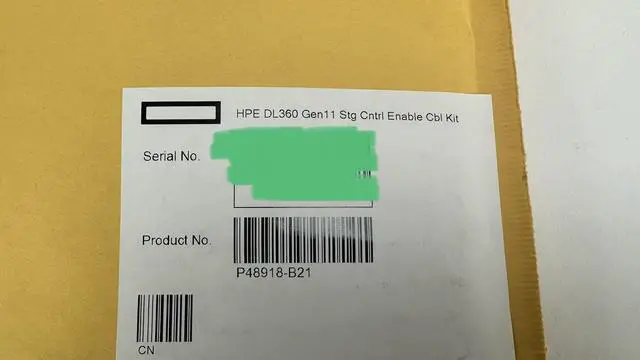 HPE DL360 Gen11 Stg Cntrl Enable Cbl Kit
Serial No.
Product No.
P48918-B21
CN